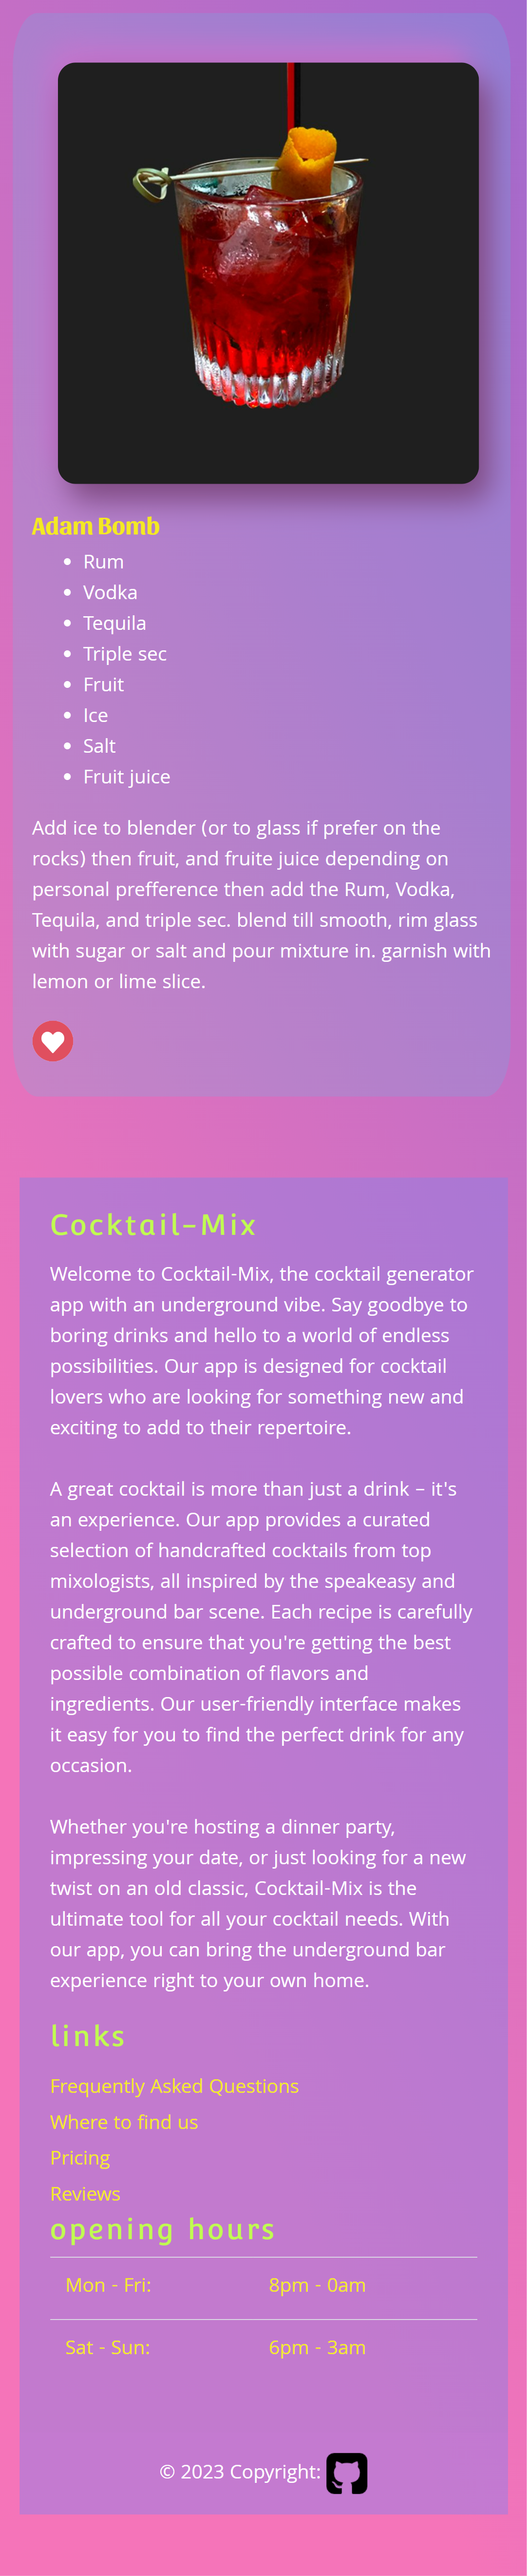 Adam Bomb
Rum
Vodka
Tequila
Triple sec
Fruit
Ice
Salt
Fruit juice
Add ice to blender (or to glass if prefer on the
rocks) then fruit, and fruite juice depending on
personal prefference then add the Rum, Vodka,
Tequila, and triple sec. blend till smooth, rim glass
with sugar or salt and pour mixture in. garnish with
lemon or lime slice.
Cocktail-Mix
Welcome to Cocktail-Mix, the cocktail generator
app with an underground vibe. Say goodbye to
boring drinks and hello to a world of endless
possibilities. Our app is designed for cocktail
lovers who are looking for something new and
exciting to add to their repertoire.
A great cocktail is more than just a drink – it's
an experience. Our app provides a curated
selection of handcrafted cocktails from top
mixologists, all inspired by the speakeasy and
underground bar scene. Each recipe is carefully
crafted to ensure that you're getting the best
possible combination of flavors and
ingredients. Our user-friendly interface makes
it easy for you to find the perfect drink for any
occasion.
Whether you're hosting a dinner party,
impressing your date, or just looking for a new
twist on an old classic, Cocktail-Mix is the
ultimate tool for all your cocktail needs. With
our app, you can bring the underground bar
experience right to your own home.
links
Frequently Asked Questions
Where to find us
Pricing
Reviews
opening hours
Mon - Fri: 8pm - 0am
Sat - Sun: 6pm - 3am
© 2023 Copyright: